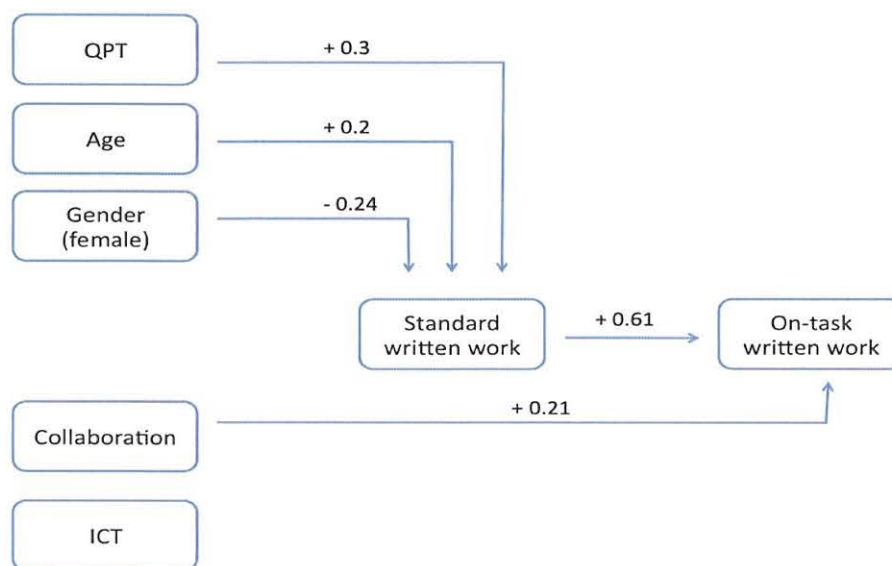 QPT
+ 0.3
Age
+ 0.2
Gender
(female)
- 0.24
Standard
written work
+ 0.61
On-task
written work
Collaboration
+ 0.21
ICT